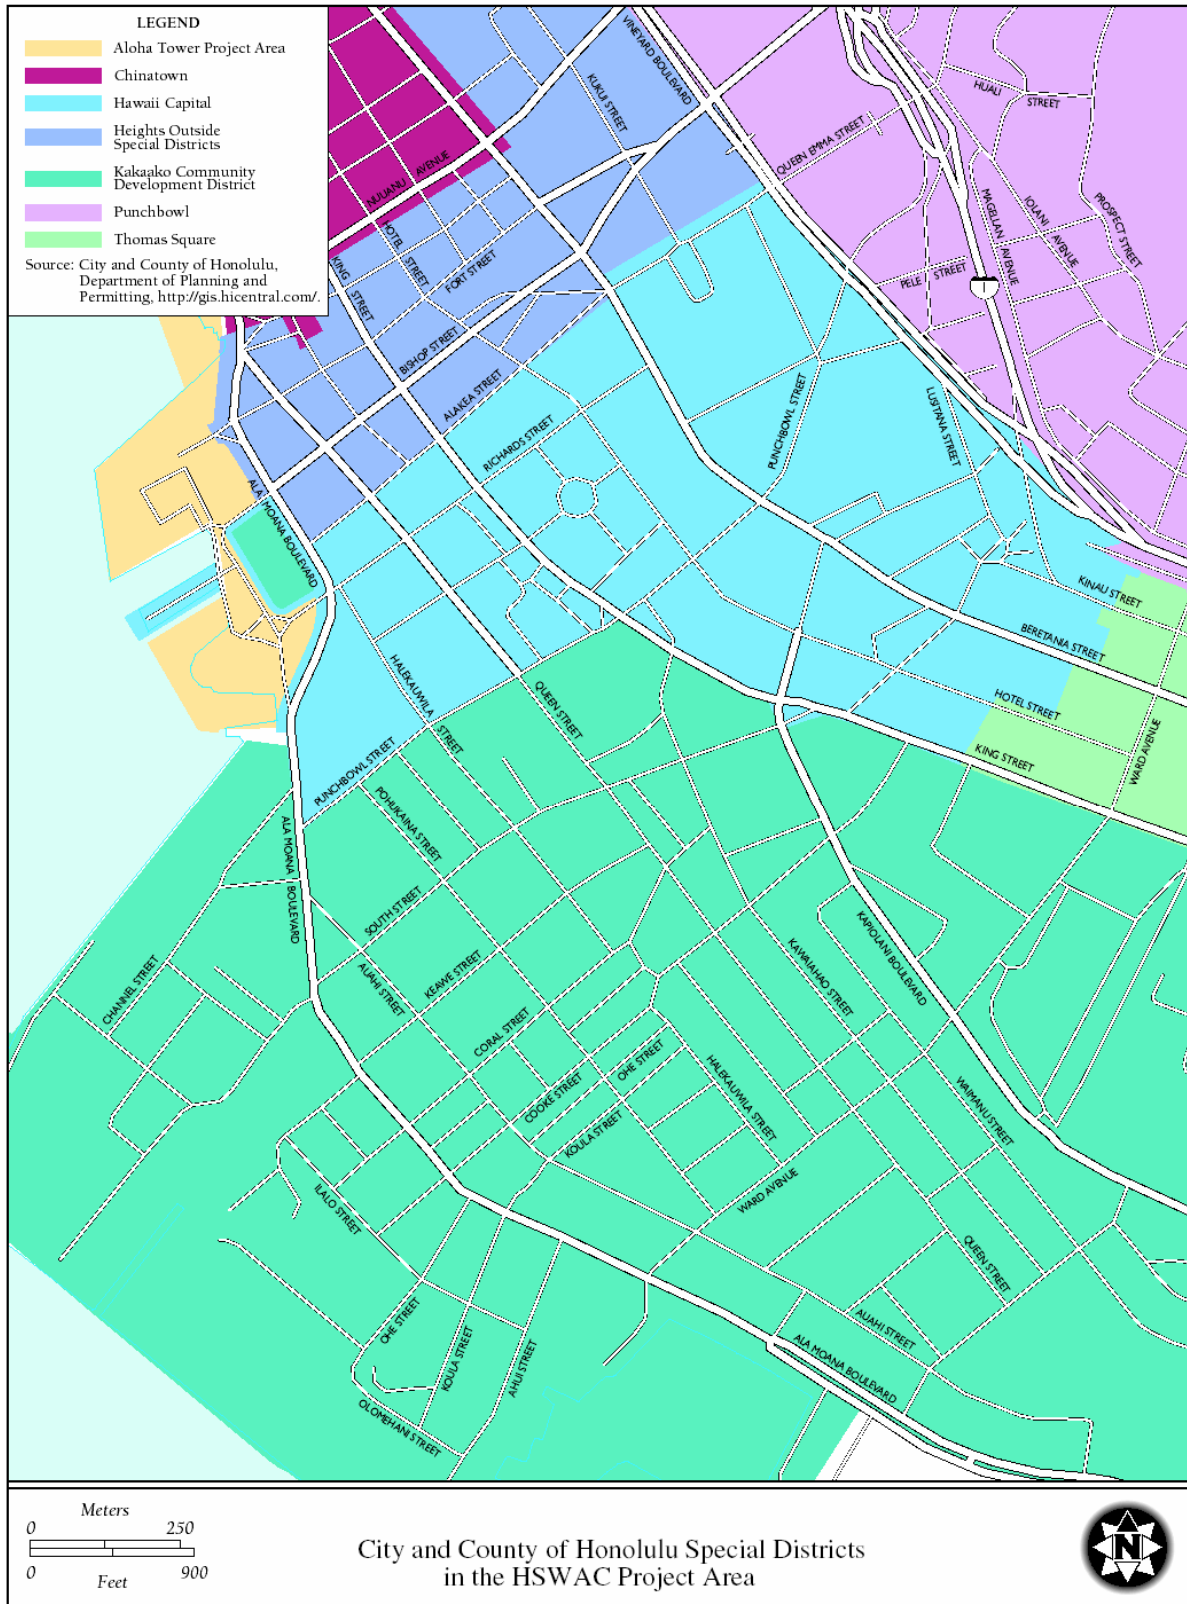 LEGEND
Aloha Tower Project Area
Chinatown
Hawaii Capital
Heights Outside
Special Districts
Kakaako Community
Development District
Punchbowl
Thomas Square
Source: City and County of Honolulu,
Department of Planning and
Permitting, http://gis.hicentral.com/.
VINEYARD BOULEVARD
KUKUI STREET
HUALI STREET
QUEEN EMMA STREET
NUUANU AVENUE
HOTEL STREET
KING STREET
FORT STREET
MAGELLAN AVENUE
IOLANI AVENUE
PROSPECT STREET
PELE STREET
1
BISHOP STREET
ALAKEA STREET
RICHARDS STREET
PUNCHBOWL STREET
LUSITANA STREET
ALA MOANA BOULEVARD
KINAU STREET
BERETANIA STREET
HOTEL STREET
KING STREET
WARD AVENUE
HALEKAUWILA STREET
QUEEN STREET
PUNCHBOWL STREET
POHUKAINA STREET
ALA MOANA BOULEVARD
SOUTH STREET
KEAWE STREET
AUAHI STREET
CHANNEL STREET
CORAL STREET
COOKE STREET
OHE STREET
KOULA STREET
HALEKAUWILA STREET
KAWAIAHAO STREET
KAPIOLANI BOULEVARD
WAIMANU STREET
WARD AVENUE
ILALO STREET
QUEEN STREET
OHE STREET
KOULA STREET
AHUI STREET
OLOMEHANI STREET
AUAHI STREET
ALA MOANA BOULEVARD
Meters
0 250
0 900
Feet
City and County of Honolulu Special Districts
in the HSWAC Project Area
N